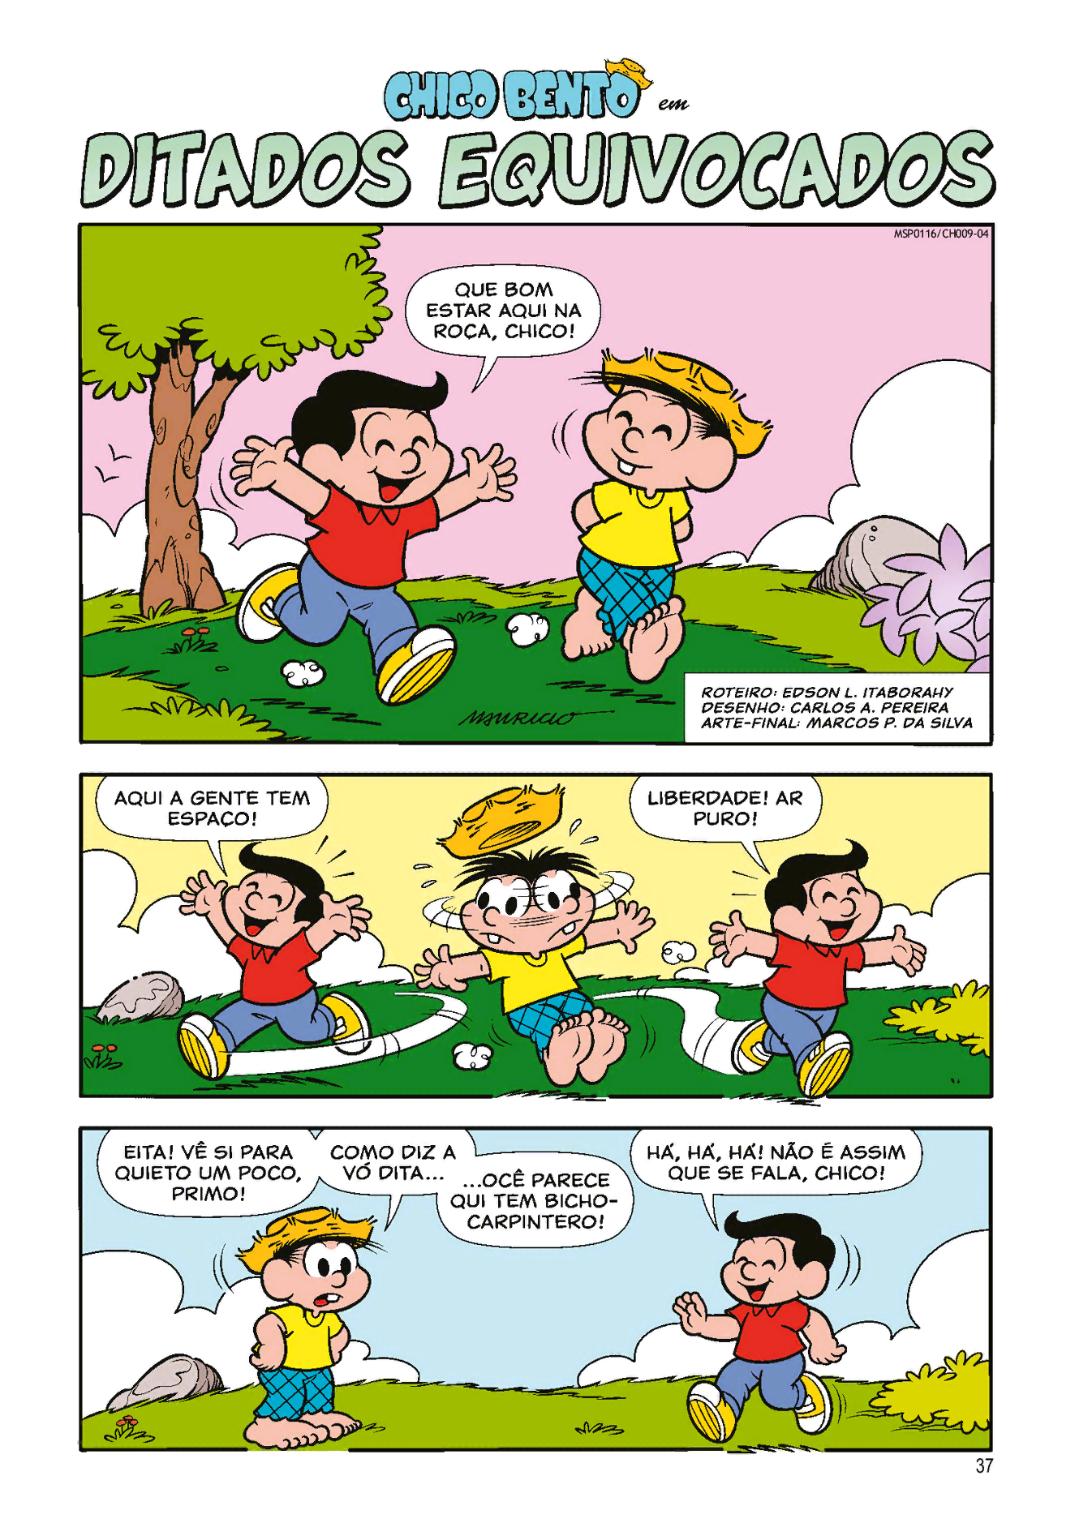 CHICO BENTO em
DITADOS EQUIVOCADOS
MSP0116/CH009-04
QUE BOM
ESTAR AQUI NA
ROÇA, CHICO!
MAURICIO
ROTEIRO: EDSON L. ITABORAHY
DESENHO: CARLOS A. PEREIRA
ARTE-FINAL: MARCOS P. DA SILVA
AQUI A GENTE TEM
ESPAÇO!
LIBERDADE! AR
PURO!
EITA! VÊ SI PARA
QUIETO UM POCO,
PRIMO!
COMO DIZ A
VÓ DITA...
...OCÊ PARECE
QUI TEM BICHO-
CARPINTERO!
HÁ, HÁ, HÁ! NÃO É ASSIM
QUE SE FALA, CHICO!
37